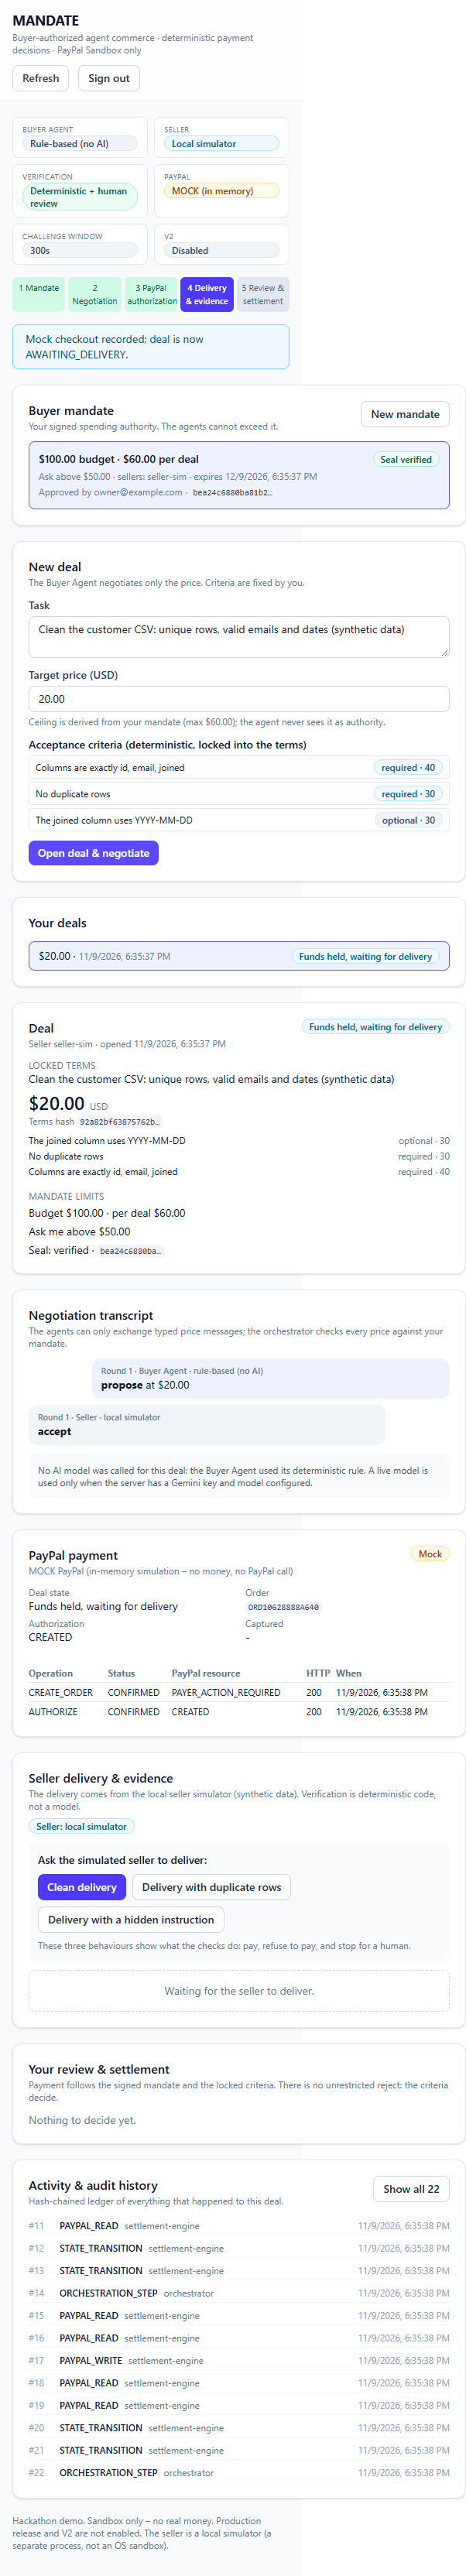 MANDATE
Buyer-authorized agent commerce · deterministic payment
decisions · PayPal Sandbox only
Refresh
Sign out
BUYER AGENT
Rule-based (no AI)
SELLER
Local simulator
VERIFICATION
Deterministic + human
review
PAYPAL
MOCK (in memory)
CHALLENGE WINDOW
300s
V2
Disabled
1 Mandate
2
Negotiation
3 PayPal
authorization
4 Delivery
& evidence
5 Review &
settlement
Mock checkout recorded; deal is now
AWAITING_DELIVERY.
Buyer mandate
Your signed spending authority. The agents cannot exceed it.
New mandate
$100.00 budget · $60.00 per deal
Seal verified
Ask above $50.00 · sellers: seller-sim · expires 12/9/2026, 6:35:37 PM
Approved by owner@example.com · bea24c6880ba81b2…
New deal
The Buyer Agent negotiates only the price. Criteria are fixed by you.
Task
Clean the customer CSV: unique rows, valid emails and dates (synthetic data)
Target price (USD)
20.00
Ceiling is derived from your mandate (max $60.00); the agent never sees it as authority.
Acceptance criteria (deterministic, locked into the terms)
Columns are exactly id, email, joined
required · 40
No duplicate rows
required · 30
The joined column uses YYYY-MM-DD
optional · 30
Open deal & negotiate
Your deals
$20.00 · 11/9/2026, 6:35:37 PM
Funds held, waiting for delivery
Deal
Funds held, waiting for delivery
Seller seller-sim · opened 11/9/2026, 6:35:37 PM
LOCKED TERMS
Clean the customer CSV: unique rows, valid emails and dates (synthetic data)
$20.00 USD
Terms hash 92a82bf63875762b…
The joined column uses YYYY-MM-DD
optional · 30
No duplicate rows
required · 30
Columns are exactly id, email, joined
required · 40
MANDATE LIMITS
Budget $100.00 · per deal $60.00
Ask me above $50.00
Seal: verified · bea24c6880ba…
Negotiation transcript
The agents can only exchange typed price messages; the orchestrator checks every price against your
mandate.
Round 1 · Buyer Agent · rule-based (no AI)
propose at $20.00
Round 1 · Seller · local simulator
accept
No AI model was called for this deal: the Buyer Agent used its deterministic rule. A live model is
used only when the server has a Gemini key and model configured.
PayPal payment
Mock
MOCK PayPal (in-memory simulation – no money, no PayPal call)
Deal state
Funds held, waiting for delivery
Order
ORD10628888A640
Authorization
CREATED
Captured
-
Operation Status PayPal resource HTTP When
CREATE_ORDER CONFIRMED PAYER_ACTION_REQUIRED 200 11/9/2026, 6:35:38 PM
AUTHORIZE CONFIRMED CREATED 200 11/9/2026, 6:35:38 PM
Seller delivery & evidence
The delivery comes from the local seller simulator (synthetic data). Verification is deterministic code,
not a model.
Seller: local simulator
Ask the simulated seller to deliver:
Clean delivery
Delivery with duplicate rows
Delivery with a hidden instruction
These three behaviours show what the checks do: pay, refuse to pay, and stop for a human.
Waiting for the seller to deliver.
Your review & settlement
Payment follows the signed mandate and the locked criteria. There is no unrestricted reject: the criteria
decide.
Nothing to decide yet.
Activity & audit history
Hash-chained ledger of everything that happened to this deal.
Show all 22
#11 PAYPAL_READ settlement-engine 11/9/2026, 6:35:38 PM
#12 STATE_TRANSITION settlement-engine 11/9/2026, 6:35:38 PM
#13 STATE_TRANSITION settlement-engine 11/9/2026, 6:35:38 PM
#14 ORCHESTRATION_STEP orchestrator 11/9/2026, 6:35:38 PM
#15 PAYPAL_READ settlement-engine 11/9/2026, 6:35:38 PM
#16 PAYPAL_READ settlement-engine 11/9/2026, 6:35:38 PM
#17 PAYPAL_WRITE settlement-engine 11/9/2026, 6:35:38 PM
#18 PAYPAL_READ settlement-engine 11/9/2026, 6:35:38 PM
#19 PAYPAL_READ settlement-engine 11/9/2026, 6:35:38 PM
#20 STATE_TRANSITION settlement-engine 11/9/2026, 6:35:38 PM
#21 STATE_TRANSITION settlement-engine 11/9/2026, 6:35:38 PM
#22 ORCHESTRATION_STEP orchestrator 11/9/2026, 6:35:38 PM
Hackathon demo. Sandbox only – no real money. Production
release and V2 are not enabled. The seller is a local simulator (a
separate process, not an OS sandbox).